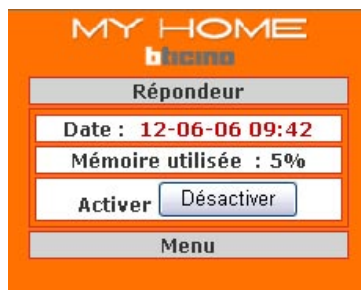 MY HOME
bticino
Répondeur
Date : 12-06-06 09:42
Mémoire utilisée : 5%
Activer Désactiver
Menu